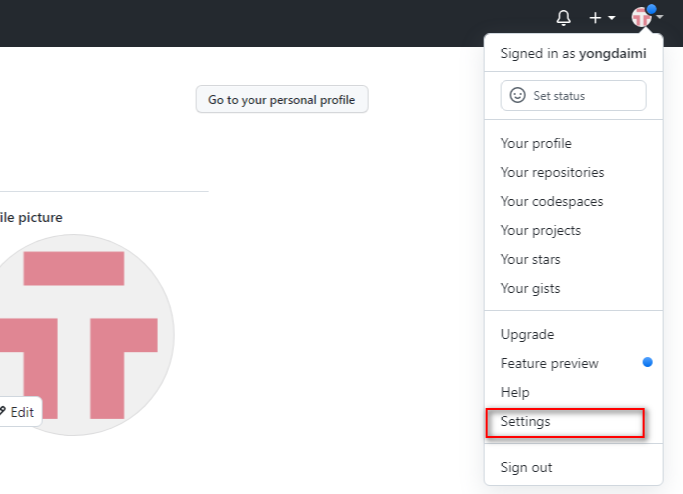 Signed in as yongdaimi
Go to your personal profile
Set status
Your profile
Your repositories
Your codespaces
Your projects
Your stars
Your gists
ile picture
Edit
Upgrade
Feature preview
Help
Settings
Sign out